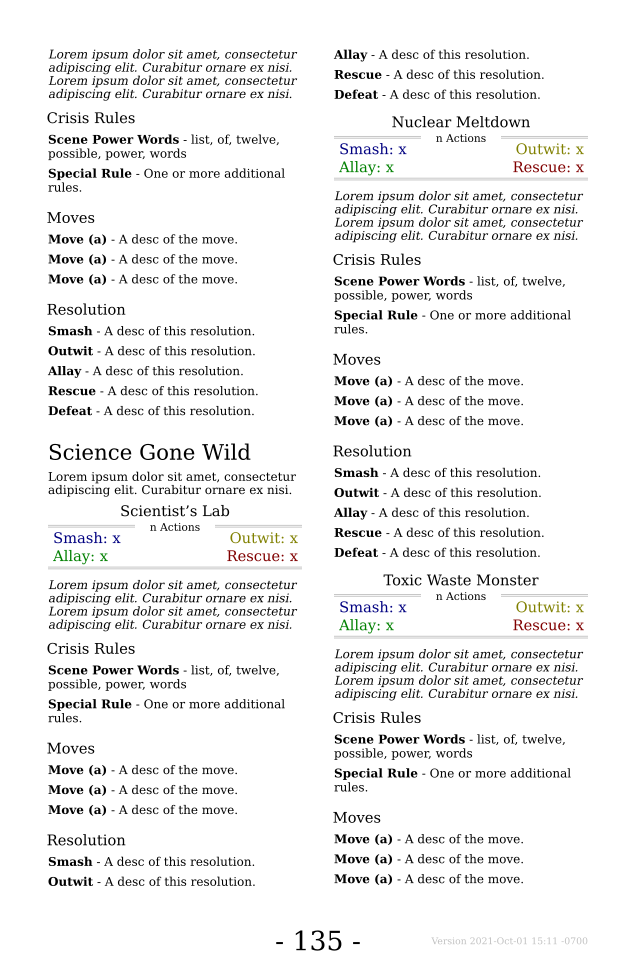 Lorem ipsum dolor sit amet, consectetur
adipiscing elit. Curabitur ornare ex nisi.
Lorem ipsum dolor sit amet, consectetur
adipiscing elit. Curabitur ornare ex nisi.
Crisis Rules
Scene Power Words - list, of, twelve,
possible, power, words
Special Rule - One or more additional
rules.
Moves
Move (a) - A desc of the move.
Move (a) - A desc of the move.
Move (a) - A desc of the move.
Resolution
Smash - A desc of this resolution.
Outwit - A desc of this resolution.
Allay - A desc of this resolution.
Rescue - A desc of this resolution.
Defeat - A desc of this resolution.
Science Gone Wild
Lorem ipsum dolor sit amet, consectetur
adipiscing elit. Curabitur ornare ex nisi.
Scientist’s Lab
n Actions
Smash: x Outwit: x
Allay: x Rescue: x
Lorem ipsum dolor sit amet, consectetur
adipiscing elit. Curabitur ornare ex nisi.
Lorem ipsum dolor sit amet, consectetur
adipiscing elit. Curabitur ornare ex nisi.
Crisis Rules
Scene Power Words - list, of, twelve,
possible, power, words
Special Rule - One or more additional
rules.
Moves
Move (a) - A desc of the move.
Move (a) - A desc of the move.
Move (a) - A desc of the move.
Resolution
Smash - A desc of this resolution.
Outwit - A desc of this resolution.
Allay - A desc of this resolution.
Rescue - A desc of this resolution.
Defeat - A desc of this resolution.
Nuclear Meltdown
n Actions
Smash: x Outwit: x
Allay: x Rescue: x
Lorem ipsum dolor sit amet, consectetur
adipiscing elit. Curabitur ornare ex nisi.
Lorem ipsum dolor sit amet, consectetur
adipiscing elit. Curabitur ornare ex nisi.
Crisis Rules
Scene Power Words - list, of, twelve,
possible, power, words
Special Rule - One or more additional
rules.
Moves
Move (a) - A desc of the move.
Move (a) - A desc of the move.
Move (a) - A desc of the move.
Resolution
Smash - A desc of this resolution.
Outwit - A desc of this resolution.
Allay - A desc of this resolution.
Rescue - A desc of this resolution.
Defeat - A desc of this resolution.
Toxic Waste Monster
n Actions
Smash: x Outwit: x
Allay: x Rescue: x
Lorem ipsum dolor sit amet, consectetur
adipiscing elit. Curabitur ornare ex nisi.
Lorem ipsum dolor sit amet, consectetur
adipiscing elit. Curabitur ornare ex nisi.
Crisis Rules
Scene Power Words - list, of, twelve,
possible, power, words
Special Rule - One or more additional
rules.
Moves
Move (a) - A desc of the move.
Move (a) - A desc of the move.
Move (a) - A desc of the move.
- 135 -
Version 2021-Oct-01 15:11 -0700